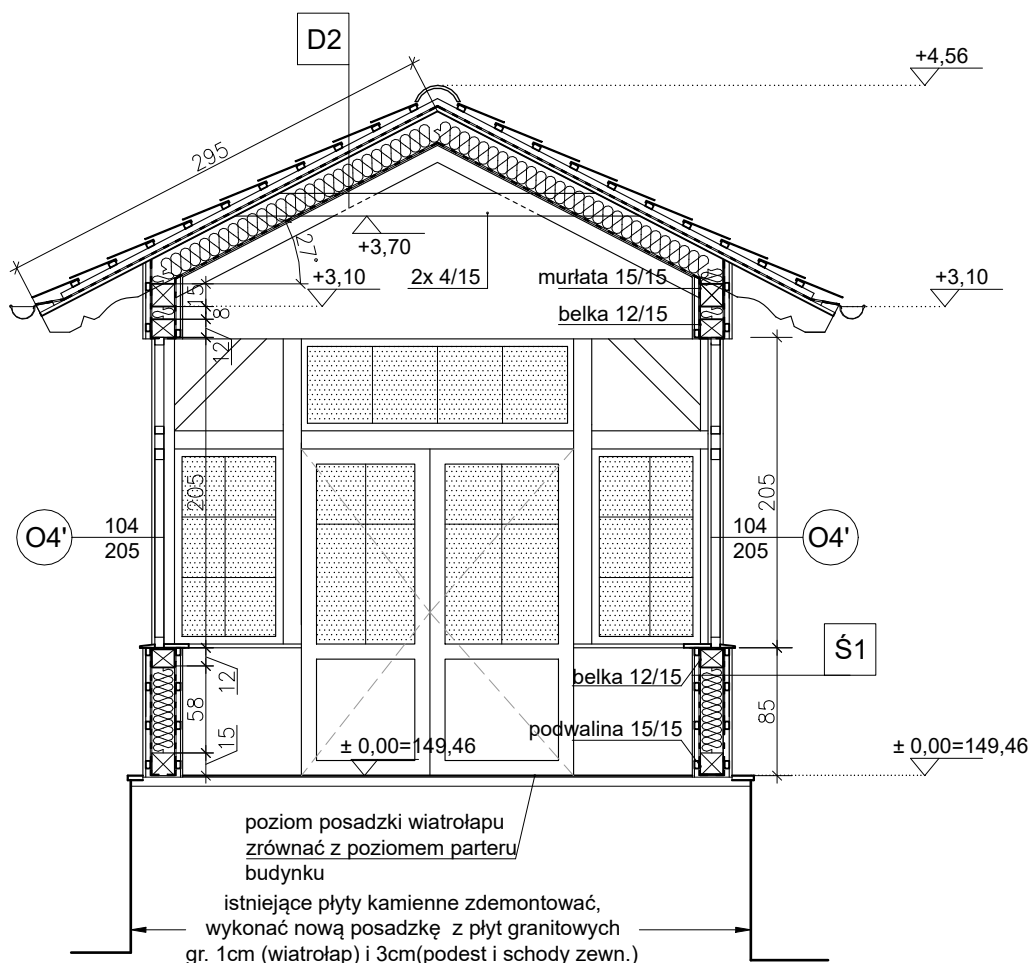 D2
+4,56
295
+3,70
27°
2x 4/15
+3,10
murłata 15/15
+3,10
15
8
12
belka 12/15
205
205
O4'
104
205
104
205
O4'
Ś1
12
58
15
belka 12/15
85
podwalina 15/15
± 0,00=149,46
± 0,00=149,46
poziom posadzki wiatrołapu
zrównać z poziomem parteru
budynku
istniejące płyty kamienne zdemontować,
wykonać nową posadzkę z płyt granitowych
gr. 1cm (wiatrołap) i 3cm(podest i schody zewn.)